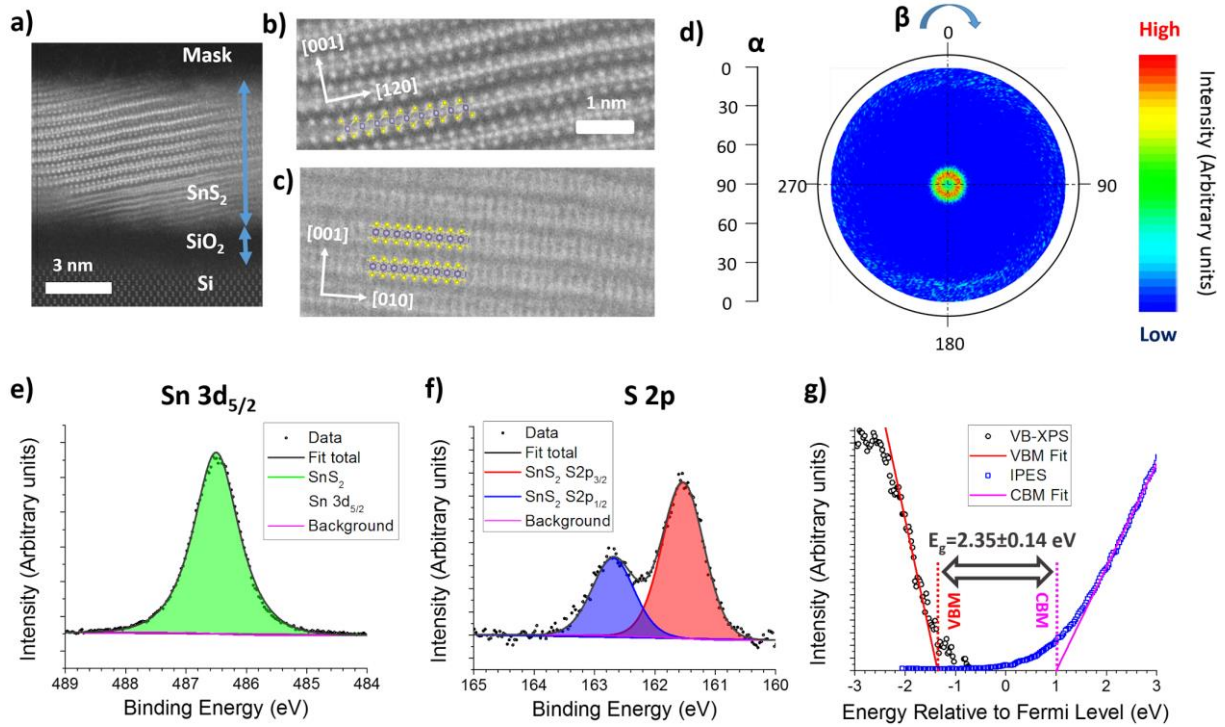 a)
Mask
SnS2
SiO2
3 nm
Si
b)
[001]
[1̄20]
1 nm
c)
[001]
[010]
d)
α
β
0
0
30
60
90
60
30
0
270
90
180
High
Intensity (Arbitrary units)
Low
e)
Sn 3d5/2
Intensity (Arbitrary units)
Data
Fit total
SnS2
Sn 3d5/2
Background
489 488 487 486 485 484
Binding Energy (eV)
f)
S 2p
Intensity (Arbitrary units)
Data
Fit total
SnS2 S2p3/2
SnS2 S2p1/2
Background
165 164 163 162 161 160
Binding Energy (eV)
g)
Intensity (Arbitrary units)
VB-XPS
VBM Fit
IPES
CBM Fit
Eg=2.35±0.14 eV
VBM
CBM
-3 -2 -1 0 1 2 3
Energy Relative to Fermi Level (eV)